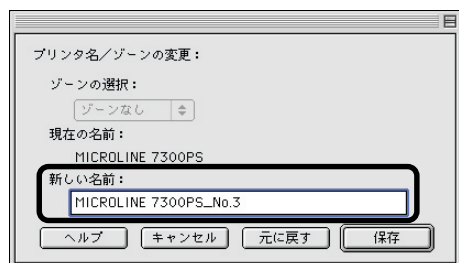 プリンタ名／ゾーンの変更：
ゾーンの選択：
ゾーンなし
現在の名前：
MICROLINE 7300PS
新しい名前：
MICROLINE 7300PS_No.3
ヘルプ キャンセル 元に戻す 保存